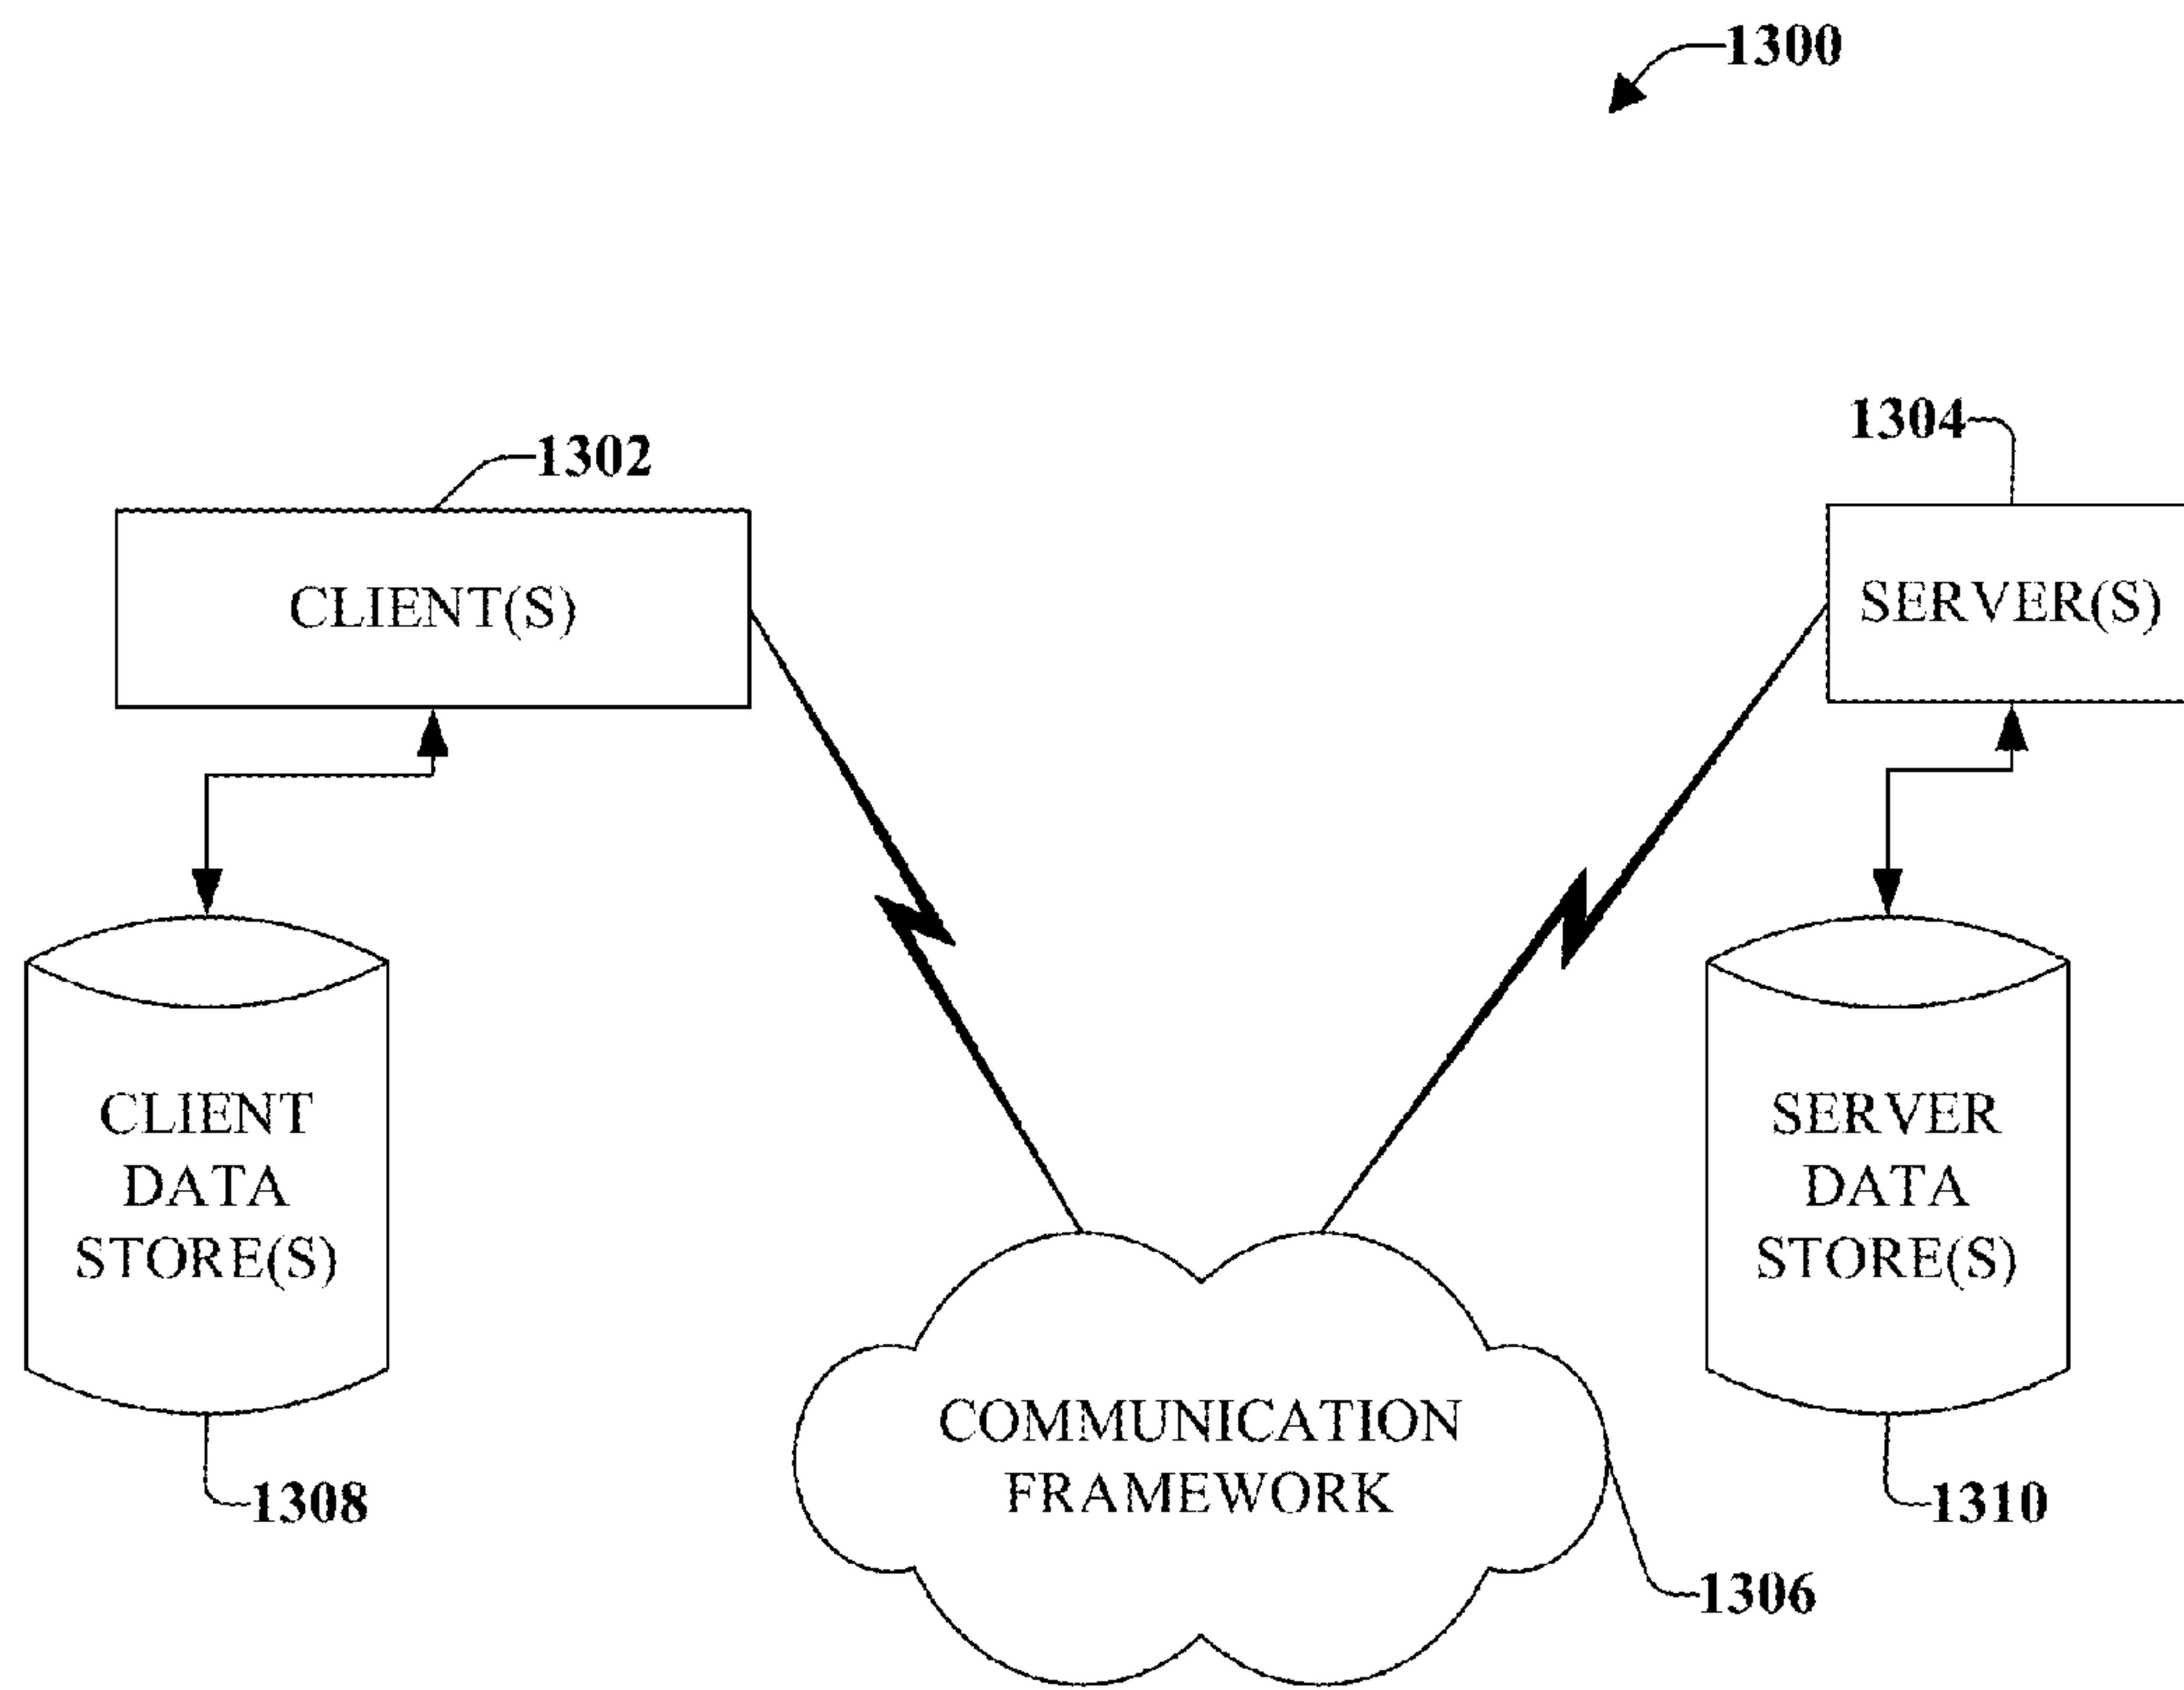 1300
1302
1304
CLIENT(S)
SERVER(S)
CLIENT
DATA
STORE(S)
SERVER
DATA
STORE(S)
COMMUNICATION
FRAMEWORK
1308
1310
1306